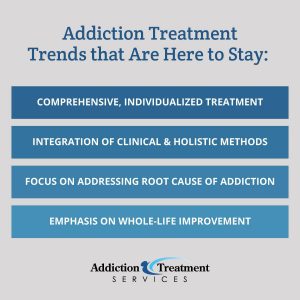 Addiction Treatment
Trends that Are Here to Stay:
COMPREHENSIVE, INDIVIDUALIZED TREATMENT
INTEGRATION OF CLINICAL & HOLISTIC METHODS
FOCUS ON ADDRESSING ROOT CAUSE OF ADDICTION
EMPHASIS ON WHOLE-LIFE IMPROVEMENT
Addiction Treatment
SERVICES